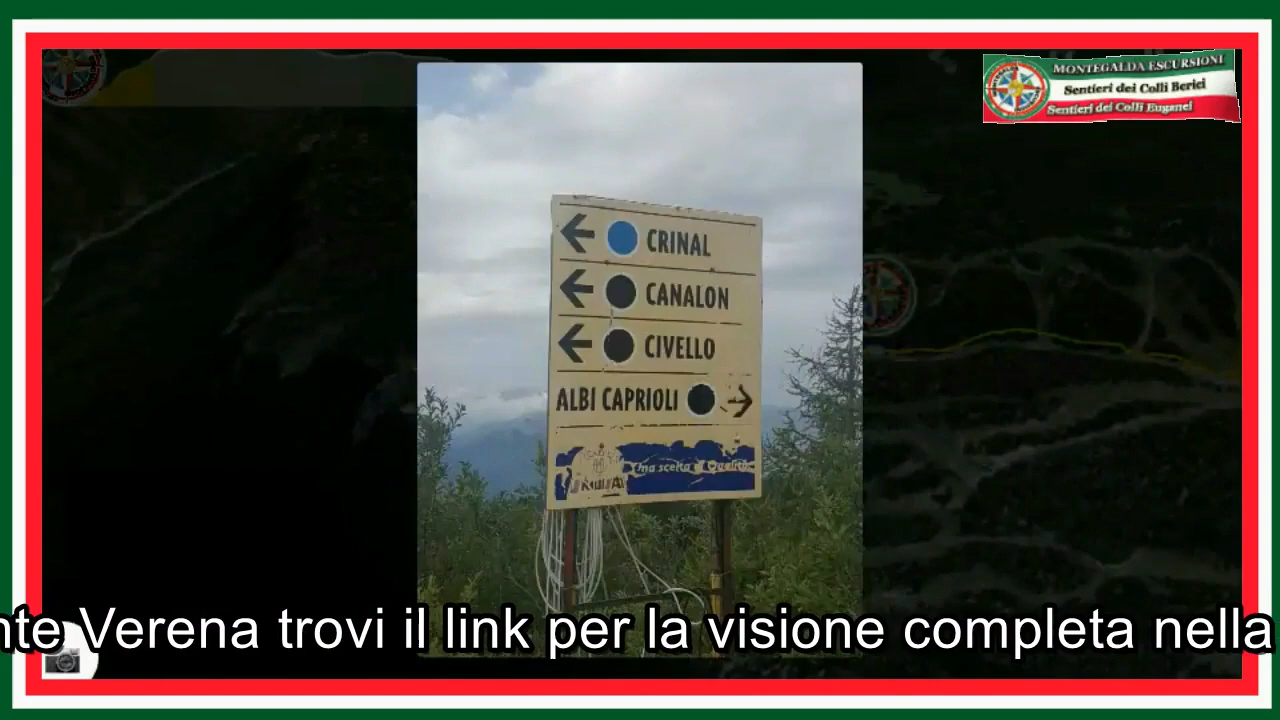 MONTEGALDA ESCURSIONI
Sentieri dei Colli Berici
Sentieri dei Colli Euganei
CRINAL
CANALON
CIVELLO
ALBI CAPRIOLI
Una scelta di Qualità
nte Verena trovi il link per la visione completa nella